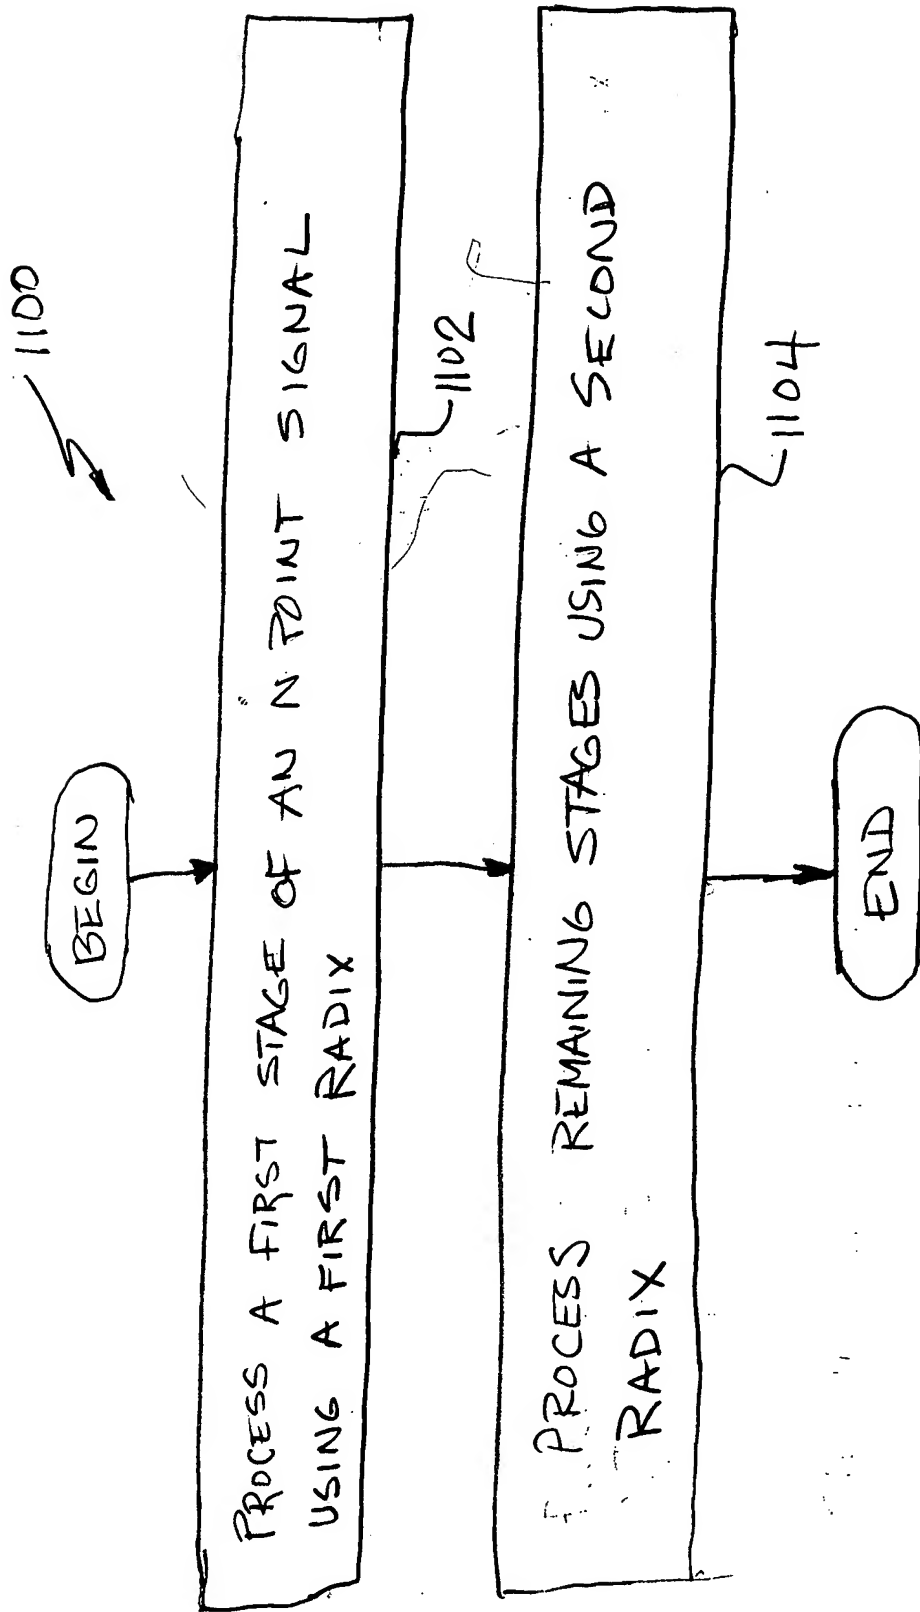 1100
BEGIN
PROCESS A FIRST STAGE OF AN N POINT SIGNAL
USING A FIRST RADIX
1102
PROCESS REMAINING STAGES USING A SECOND
RADIX
1104
END